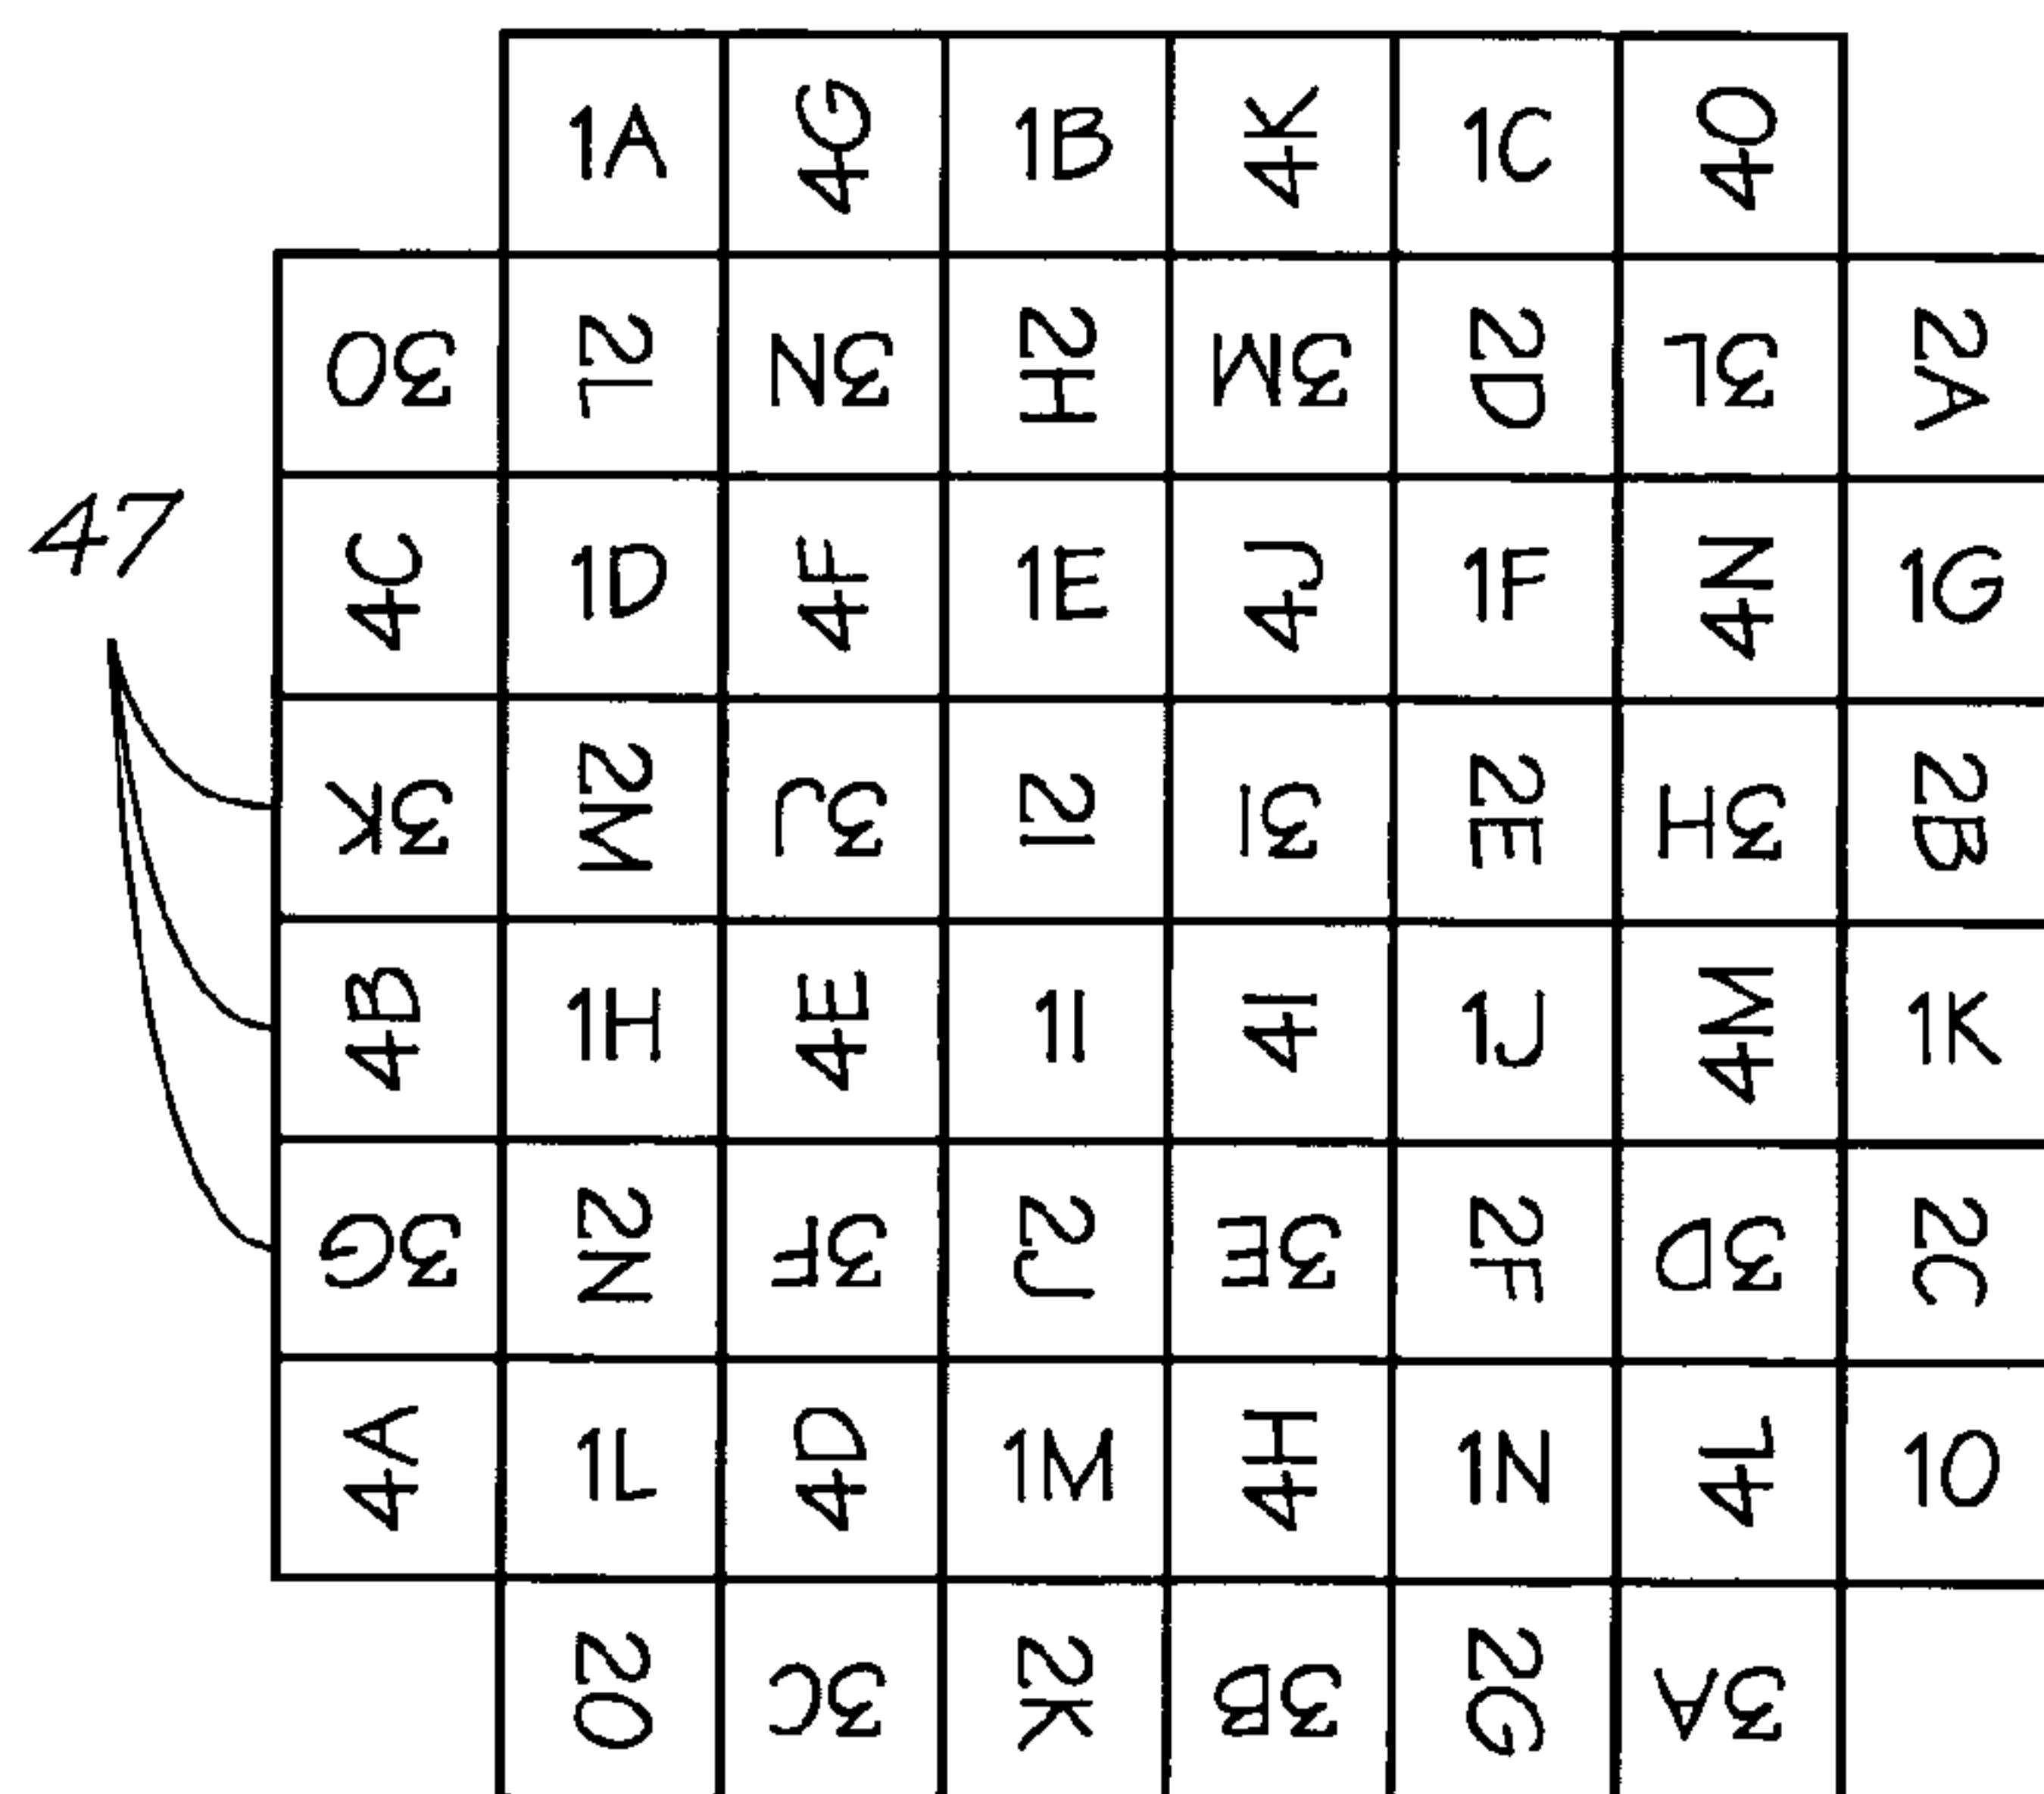 1A 4G 1B 4K 1C 4O
3O 2L 3N 2H 3M 2D 3L 2A
47
4C 1D 4F 1E 4J 1F 4N 1G
3K 2M 3J 2I 3I 2E 3H 2B
4B 1H 4E 1I 4I 1J 4M 1K
3G 2N 3F 2J 3E 2F 3D 2C
4A 1L 4D 1M 4H 1N 4L 1O
2O 3C 2K 3B 2G 3A